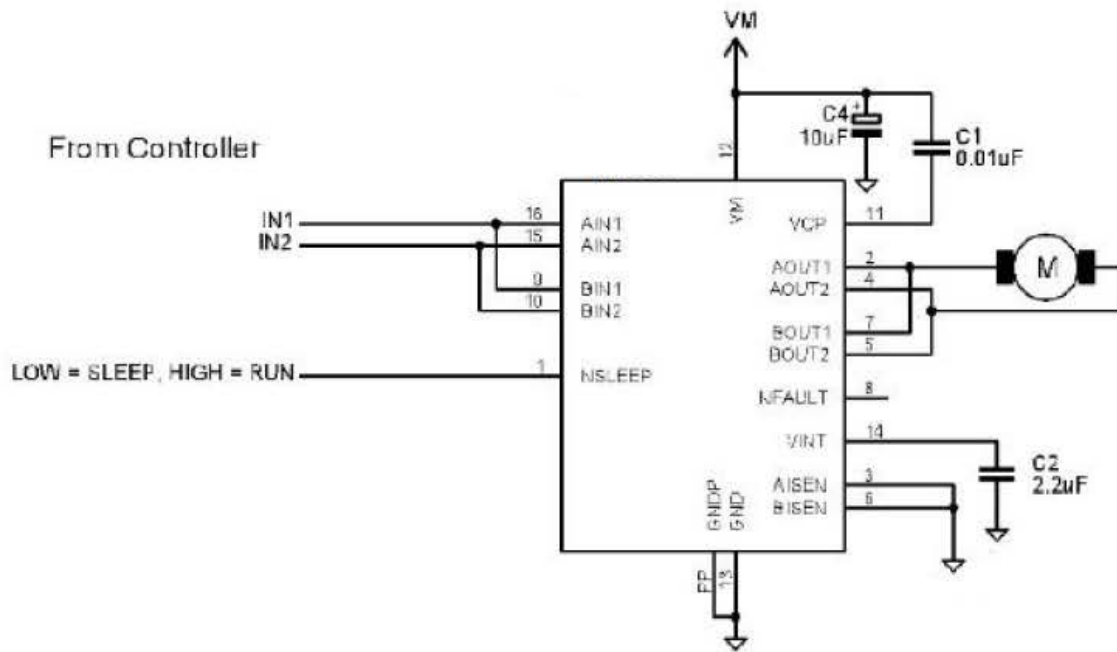 VM
C4 +
10uF
C1
0.01uF
From Controller
12
VM
IN1 16 AIN1
IN2 15 AIN2
9 BIN1
10 BIN2
LOW = SLEEP, HIGH = RUN 1 NSLEEP
VCP 11
AOUT1 2
AOUT2 4
M
BOUT1 7
BOUT2 5
NFAULT 8
VINT 14
C2
2.2uF
AISEN 3
BISEN 6
GNDP
GND
PP
13